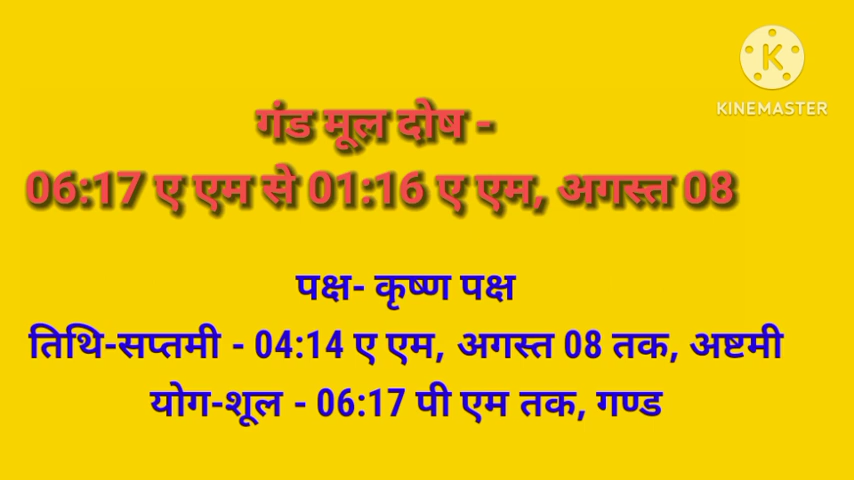 K
KINEMASTER
गंड मूल दोष -
06:17 ए एम से 01:16 ए एम, अगस्त 08
पक्ष- कृष्ण पक्ष
तिथि-सप्तमी - 04:14 ए एम, अगस्त 08 तक, अष्टमी
योग-शूल - 06:17 पी एम तक, गण्ड